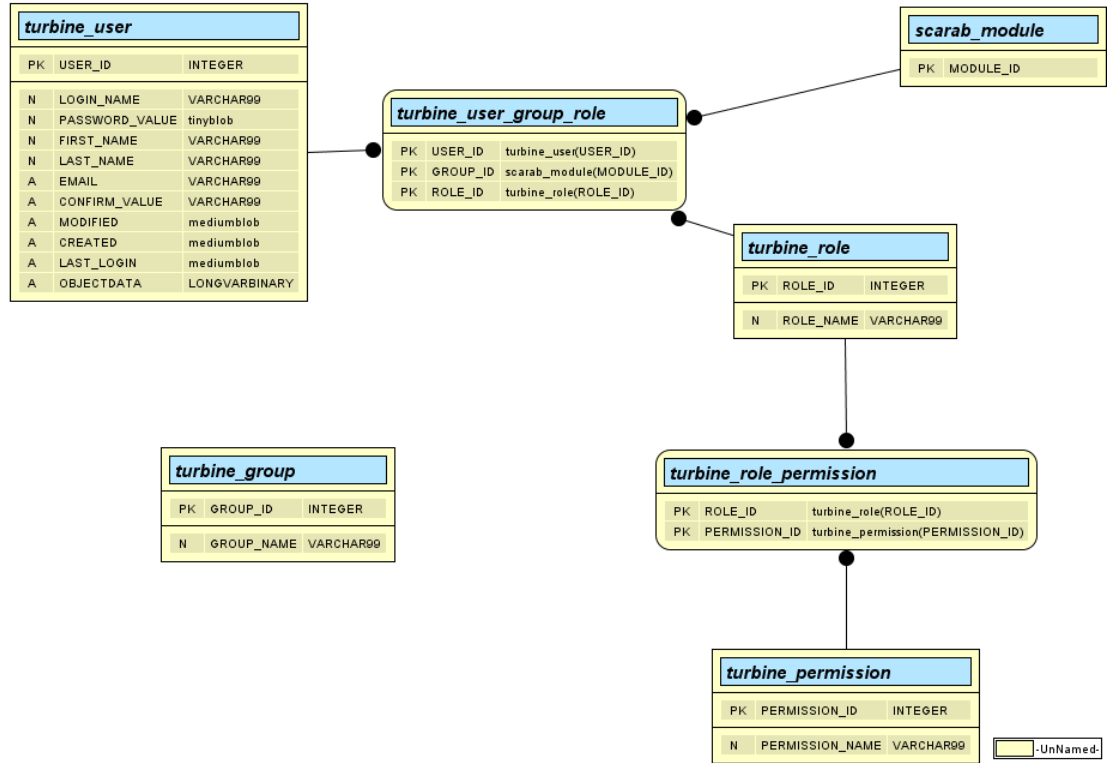 turbine_user
PK USER_ID INTEGER
N LOGIN_NAME VARCHAR99
N PASSWORD_VALUE tinyblob
N FIRST_NAME VARCHAR99
N LAST_NAME VARCHAR99
A EMAIL VARCHAR99
A CONFIRM_VALUE VARCHAR99
A MODIFIED mediumblob
A CREATED mediumblob
A LAST_LOGIN mediumblob
A OBJECTDATA LONGVARBINARY
scarab_module
PK MODULE_ID
turbine_user_group_role
PK USER_ID turbine_user(USER_ID)
PK GROUP_ID scarab_module(MODULE_ID)
PK ROLE_ID turbine_role(ROLE_ID)
turbine_role
PK ROLE_ID INTEGER
N ROLE_NAME VARCHAR99
turbine_group
PK GROUP_ID INTEGER
N GROUP_NAME VARCHAR99
turbine_role_permission
PK ROLE_ID turbine_role(ROLE_ID)
PK PERMISSION_ID turbine_permission(PERMISSION_ID)
turbine_permission
PK PERMISSION_ID INTEGER
N PERMISSION_NAME VARCHAR99
-UnNamed-